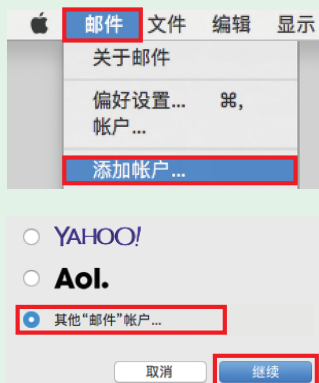 邮件 文件 编辑 显示
关于邮件
偏好设置... ⌘,
帐户...
添加帐户...
YAHOO!
Aol.
其他“邮件”帐户...
取消 继续